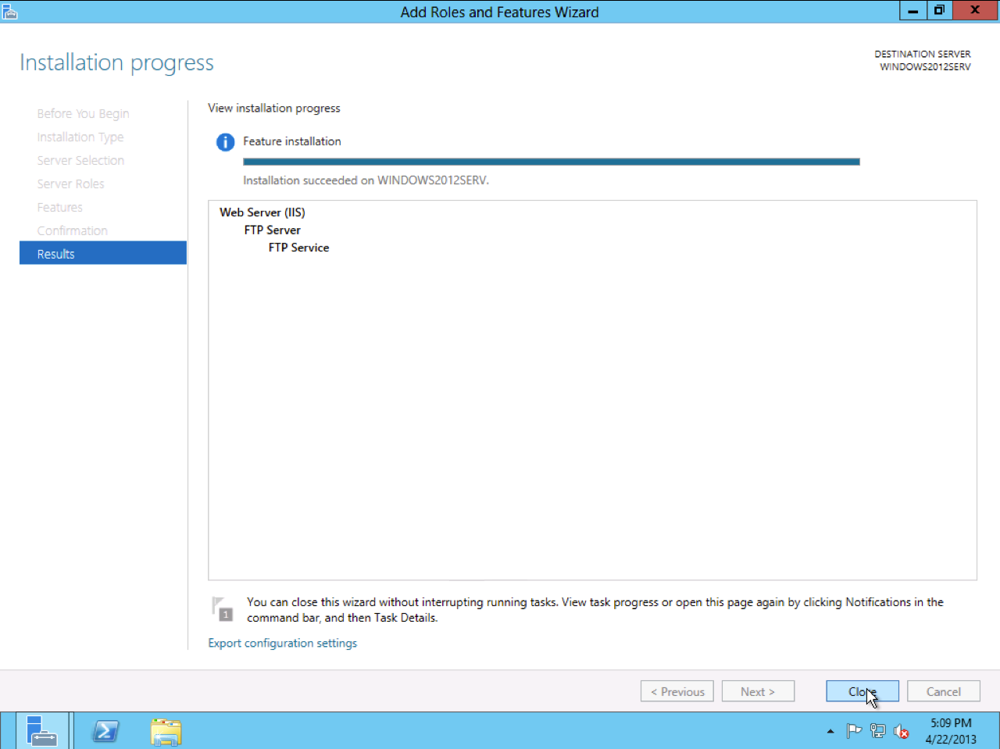 Add Roles and Features Wizard
X
Installation progress
DESTINATION SERVER
WINDOWS2012SERV
Before You Begin
Installation Type
Server Selection
Server Roles
Features
Confirmation
Results
View installation progress
Feature installation
Installation succeeded on WINDOWS2012SERV.
Web Server (IIS)
FTP Server
FTP Service
1
You can close this wizard without interrupting running tasks. View task progress or open this page again by clicking Notifications in the
command bar, and then Task Details.
Export configuration settings
< Previous
Next >
Close
Cancel
5:09 PM
4/22/2013